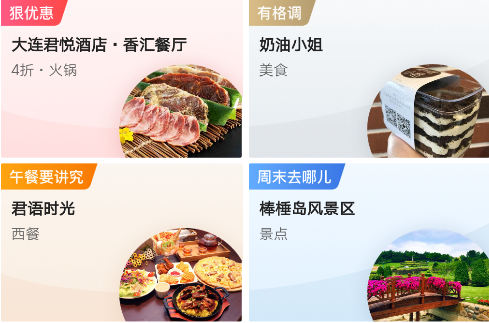 狠优惠
大连君悦酒店·香汇餐厅
4折·火锅
有格调
奶油小姐
美食
午餐要讲究
君语时光
西餐
周末去哪儿
棒棰岛风景区
景点